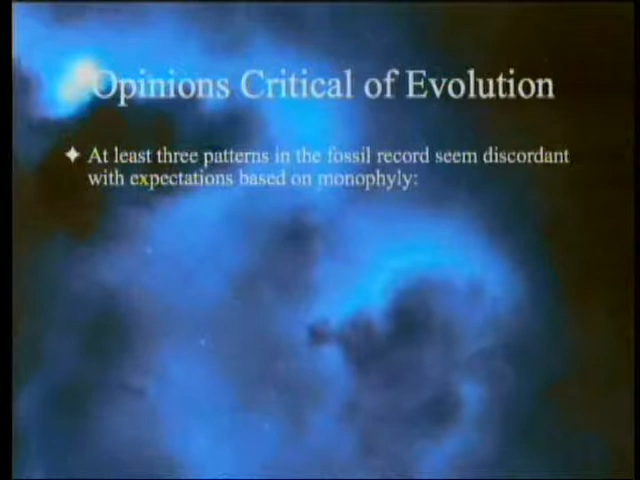 Opinions Critical of Evolution
✦ At least three patterns in the fossil record seem discordant
with expectations based on monophyly: